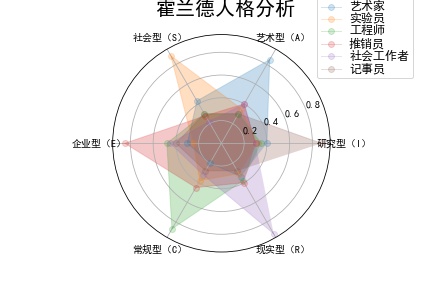 霍兰德人格分析
艺术家
实验员
工程师
推销员
社会工作者
记事员
社会型（S）
艺术型（A）
企业型（E）
研究型（I）
常规型（C）
现实型（R）
0.2
0.4
0.6
0.8